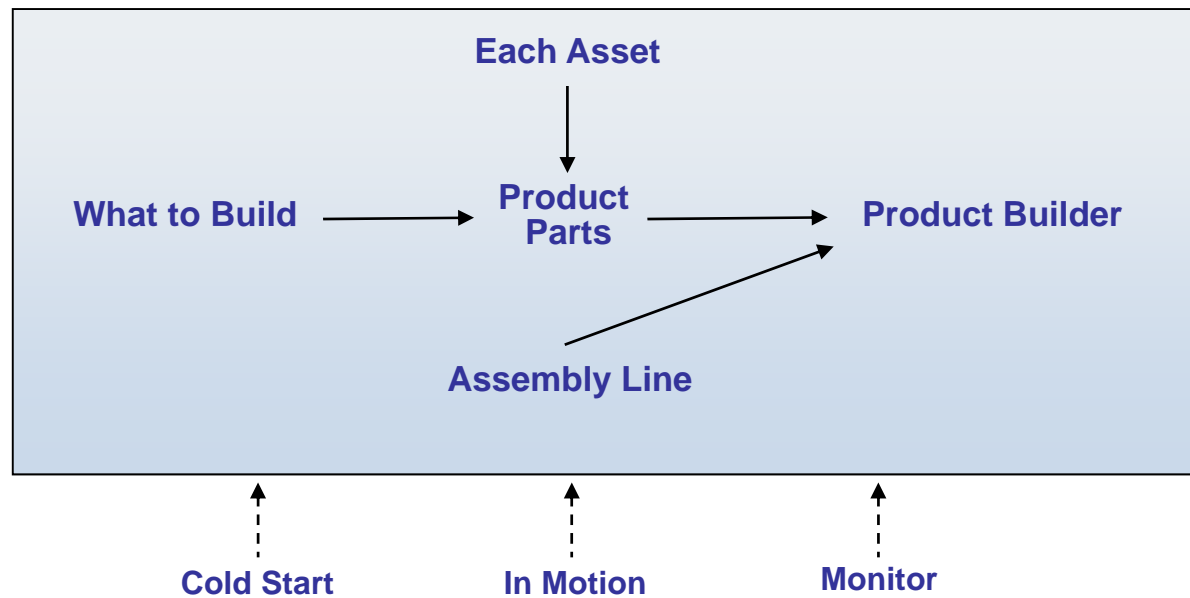 Each Asset
What to Build
Product
Parts
Product Builder
Assembly Line
Cold Start
In Motion
Monitor